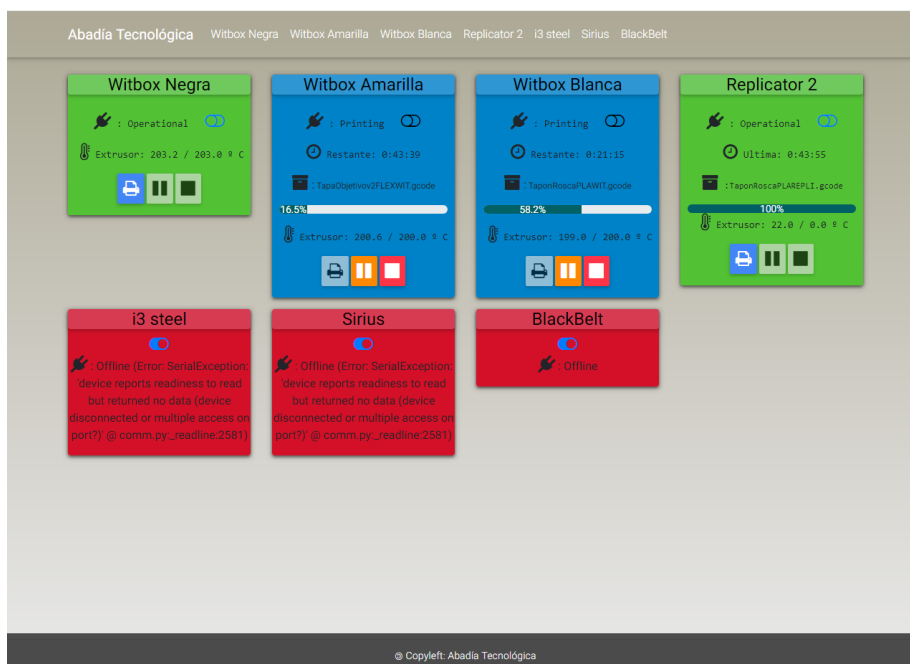 Abadía Tecnológica Witbox Negra Witbox Amarilla Witbox Blanca Replicator 2 i3 steel Sirius BlackBelt
Witbox Negra
: Operational
Extrusor: 203.2 / 203.0 º C
Witbox Amarilla
: Printing
Restante: 0:43:39
:TapaObjetivov2FLEXWIT.gcode
16.5%
Extrusor: 200.6 / 200.0 º C
Witbox Blanca
: Printing
Restante: 0:21:15
:TaponRoscaPLAWIT.gcode
58.2%
Extrusor: 199.0 / 200.0 º C
Replicator 2
: Operational
Ultima: 0:43:55
:TaponRoscaPLAREPLI.gcode
100%
Extrusor: 22.0 / 0.0 º C
i3 steel
: Offline (Error: SerialException:
'device reports readiness to read
but returned no data (device
disconnected or multiple access on
port?)' @ comm.py:_readline:2581)
Sirius
: Offline (Error: SerialException:
'device reports readiness to read
but returned no data (device
disconnected or multiple access on
port?)' @ comm.py:_readline:2581)
BlackBelt
: Offline
@ Copyleft: Abadía Tecnológica